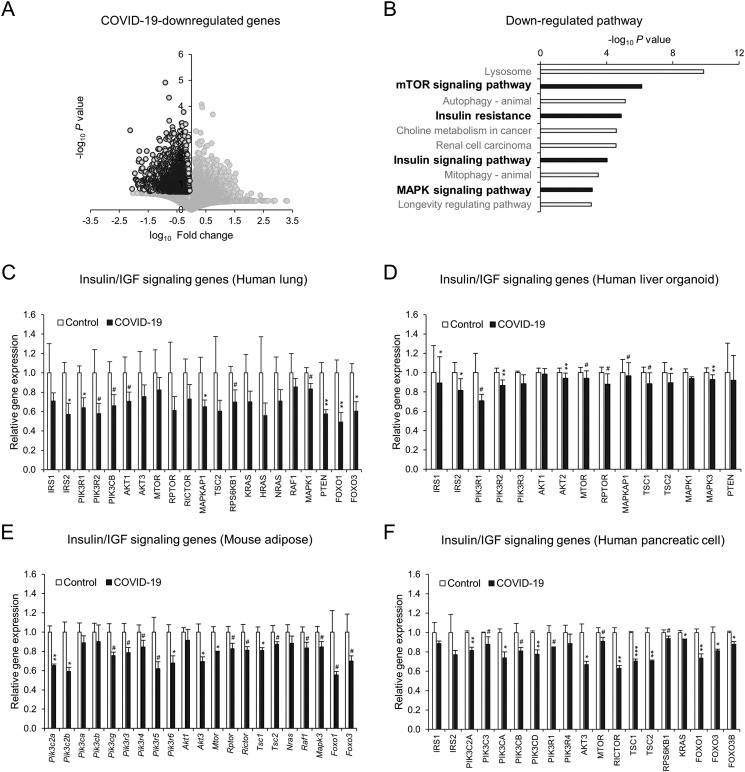 A
COVID-19-downregulated genes
-log10 P value
6
5
4
3
2
1
-3.5 -2.5 -1.5 -0.5 0.5 1.5 2.5 3.5
log10 Fold change
B
Down-regulated pathway
-log10 P value
0 4 8 12
Lysosome
mTOR signaling pathway
Autophagy - animal
Insulin resistance
Choline metabolism in cancer
Renal cell carcinoma
Insulin signaling pathway
Mitophagy - animal
MAPK signaling pathway
Longevity regulating pathway
C
Insulin/IGF signaling genes (Human lung)
Control COVID-19
Relative gene expression
1.6
1.4
1.2
1.0
0.8
0.6
0.4
0.2
0.0
IRS1 IRS2 PIK3R1 PIK3R2 PIK3CB AKT1 AKT3 MTOR RPTOR RICTOR MAPKAP1 TSC2 RPS6KB1 KRAS HRAS NRAS RAF1 MAPK1 PTEN FOXO1 FOXO3
* * # # # * # # ** ** *
D
Insulin/IGF signaling genes (Human liver organoid)
Control COVID-19
Relative gene expression
1.6
1.4
1.2
1.0
0.8
0.6
0.4
0.2
0.0
IRS1 IRS2 PIK3R1 PIK3R2 PIK3R3 AKT1 AKT2 MTOR RPTOR MAPKAP1 TSC1 TSC2 MAPK1 MAPK3 PTEN
* * # ** ** # # # # * **
E
Insulin/IGF signaling genes (Mouse adipose)
Control COVID-19
Relative gene expression
1.6
1.4
1.2
1.0
0.8
0.6
0.4
0.2
0.0
Pik3c2a Pik3c2b Pik3ca Pik3cb Pik3cg Pik3r3 Pik3r4 Pik3r5 Pik3r6 Akt1 Akt3 Mtor Rptor Rictor Tsc1 Tsc2 Nras Raf1 Mapk3 Foxo1 Foxo3
** * # # # # * * * # # * # # # # #
F
Insulin/IGF signaling genes (Human pancreatic cell)
Control COVID-19
Relative gene expression
1.6
1.4
1.2
1.0
0.8
0.6
0.4
0.2
0.0
IRS1 IRS2 PIK3C2A PIK3C3 PIK3CA PIK3CB PIK3CD PIK3R1 PIK3R4 AKT3 MTOR RICTOR TSC1 TSC2 RPS6KB1 KRAS FOXO1 FOXO3 FOXO3B
** # * # ** # * # ** *** ** # * ** * #